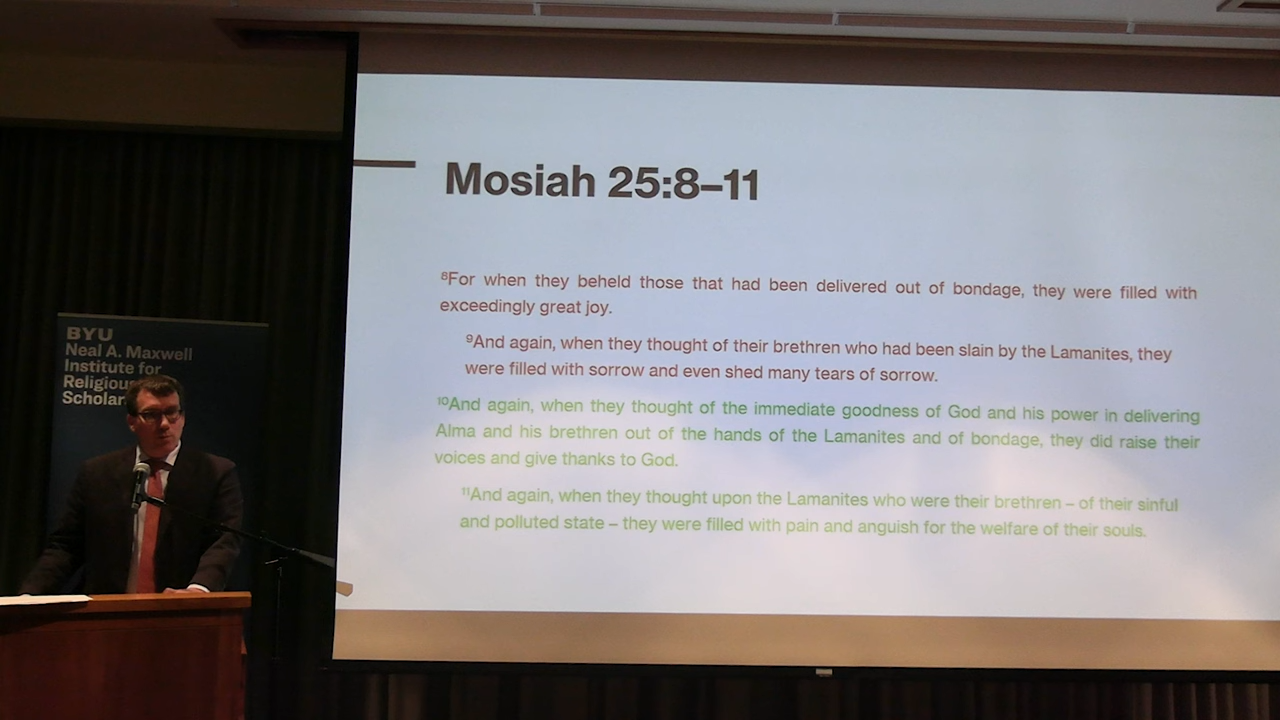 Mosiah 25:8–11
⁸For when they beheld those that had been delivered out of bondage, they were filled with
exceedingly great joy.
⁹And again, when they thought of their brethren who had been slain by the Lamanites, they
were filled with sorrow and even shed many tears of sorrow.
¹⁰And again, when they thought of the immediate goodness of God and his power in delivering
Alma and his brethren out of the hands of the Lamanites and of bondage, they did raise their
voices and give thanks to God.
¹¹And again, when they thought upon the Lamanites who were their brethren – of their sinful
and polluted state – they were filled with pain and anguish for the welfare of their souls.
BYU
Neal A. Maxwell
Institute for
Religious
Scholar